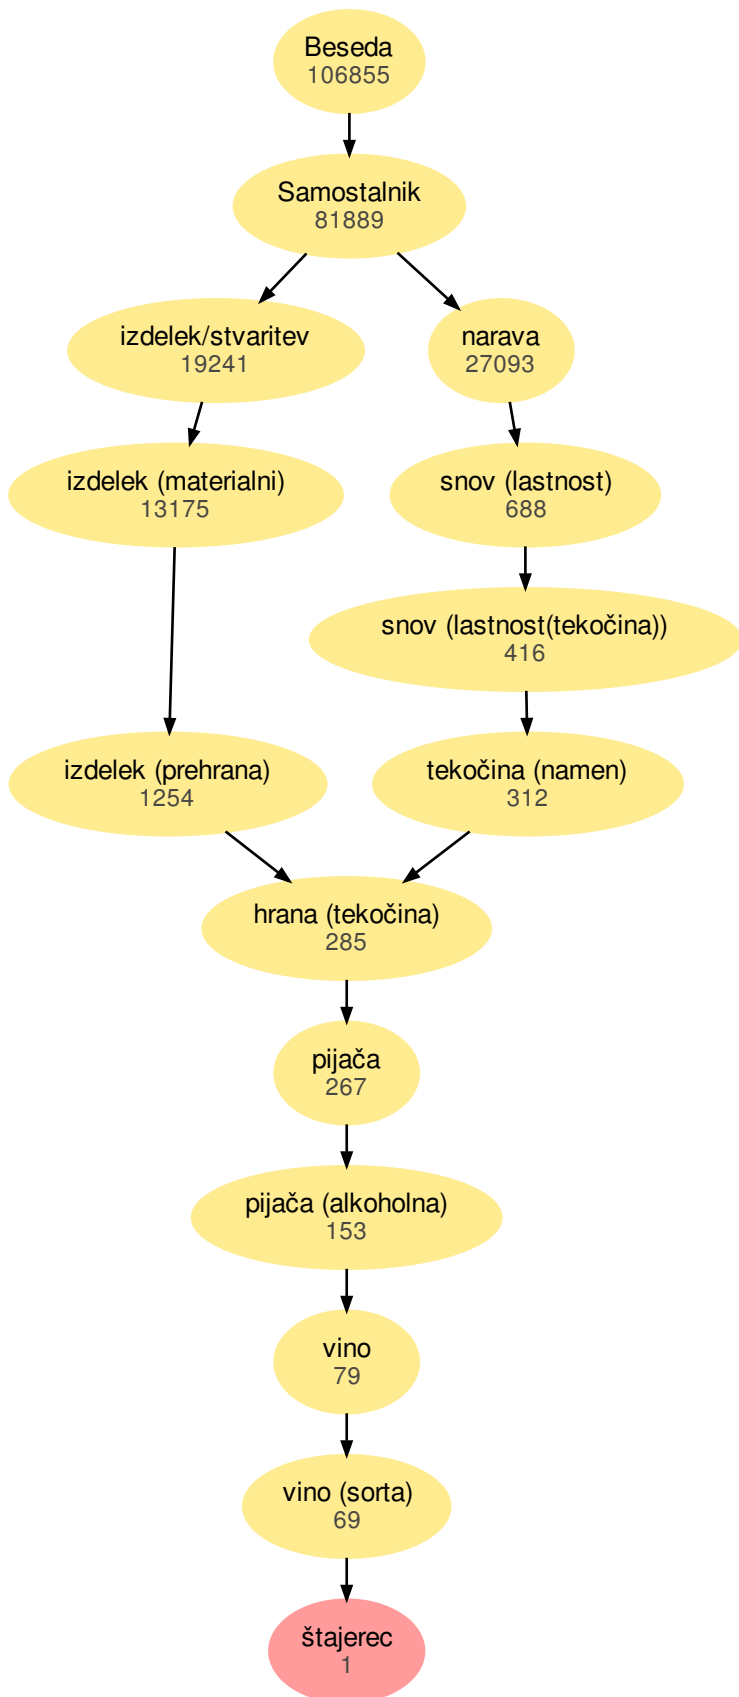 Beseda
106855
Samostalnik
81889
izdelek/stvaritev
19241
narava
27093
izdelek (materialni)
13175
snov (lastnost)
688
snov (lastnost(tekočina))
416
izdelek (prehrana)
1254
tekočina (namen)
312
hrana (tekočina)
285
pijača
267
pijača (alkoholna)
153
vino
79
vino (sorta)
69
štajerec
1